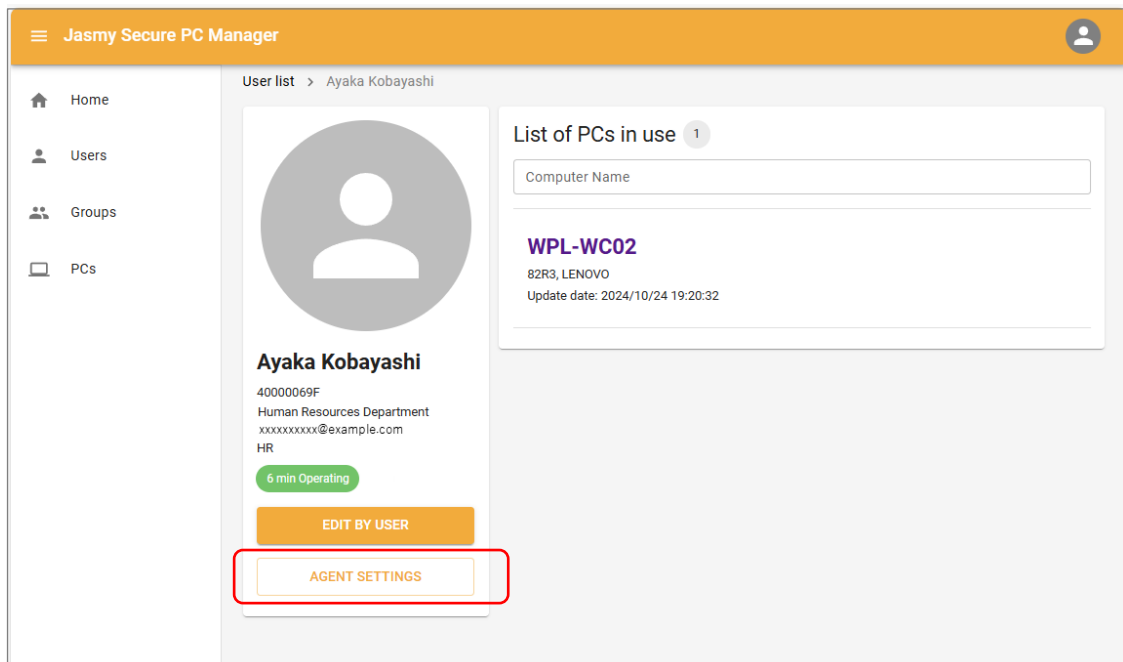 Jasmy Secure PC Manager
Home
Users
Groups
PCs
User list > Ayaka Kobayashi
Ayaka Kobayashi
40000069F
Human Resources Department
xxxxxxxxxx@example.com
HR
6 min Operating
EDIT BY USER
AGENT SETTINGS
List of PCs in use 1
Computer Name
WPL-WC02
82R3, LENOVO
Update date: 2024/10/24 19:20:32